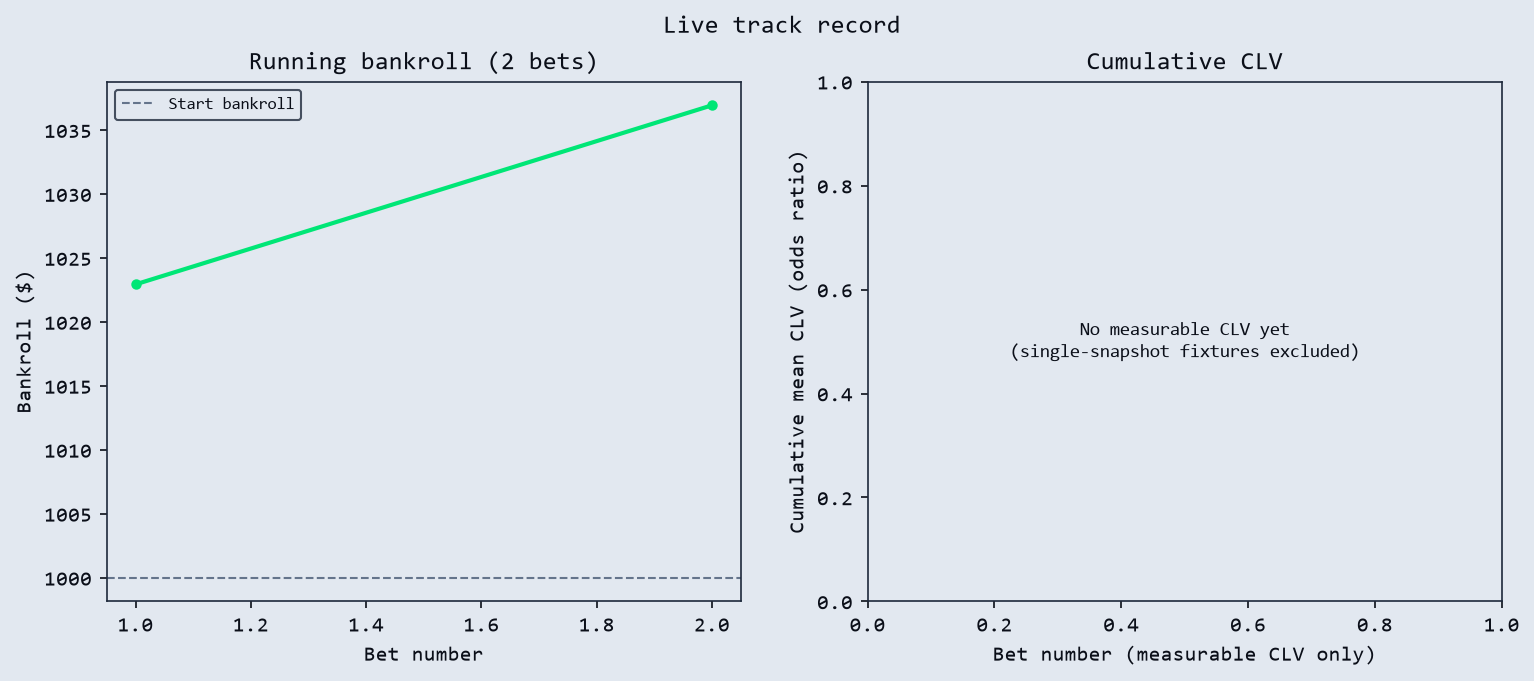 Live track record
Running bankroll (2 bets)
Start bankroll
1035
1030
1025
1020
1015
1010
1005
1000
Bankroll ($)
1.0
1.2
1.4
1.6
1.8
2.0
Bet number
Cumulative CLV
1.0
0.8
0.6
0.4
0.2
0.0
Cumulative mean CLV (odds ratio)
No measurable CLV yet
(single-snapshot fixtures excluded)
0.0
0.2
0.4
0.6
0.8
1.0
Bet number (measurable CLV only)